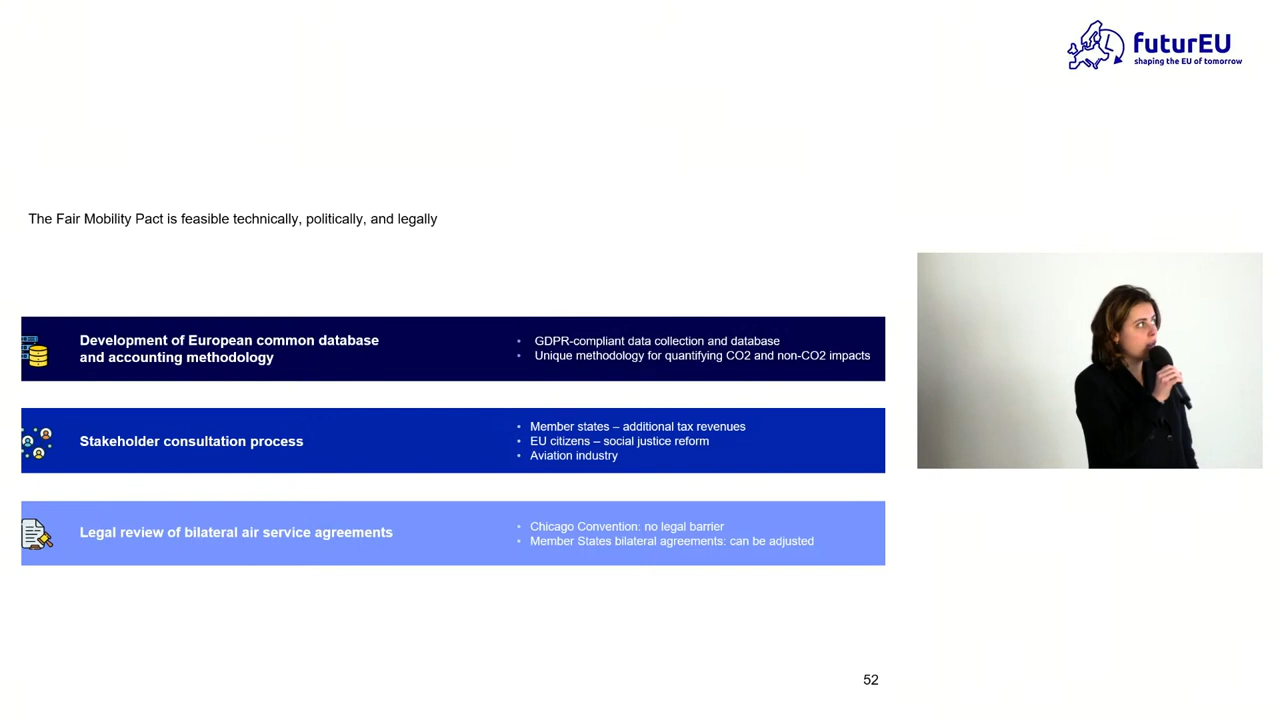 futurEU
shaping the EU of tomorrow
The Fair Mobility Pact is feasible technically, politically, and legally
Development of European common database
and accounting methodology
• GDPR-compliant data collection and database
• Unique methodology for quantifying CO2 and non-CO2 impacts
Stakeholder consultation process
• Member states – additional tax revenues
• EU citizens – social justice reform
• Aviation industry
Legal review of bilateral air service agreements
• Chicago Convention: no legal barrier
• Member States bilateral agreements: can be adjusted
52